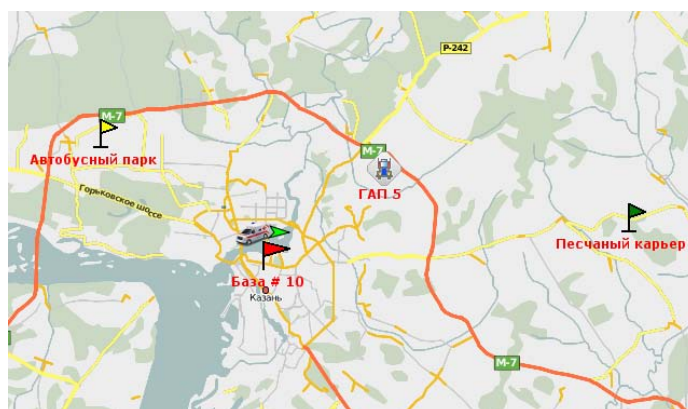 Р-242
М-7
Автобусный парк
М-7
ГАП 5
Горьковское шоссе
Песчаный карьер
База # 10
Казань
М-7